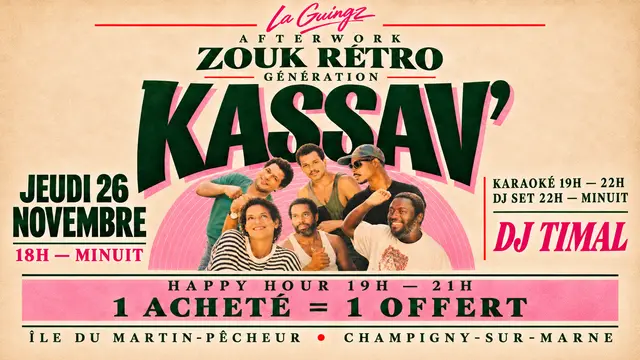 La Guingz
AFTERWORK
ZOUK RÉTRO
GÉNÉRATION
KASSAV'
JEUDI 26
NOVEMBRE
18H — MINUIT
KARAOKÉ 19H — 22H
DJ SET 22H — MINUIT
DJ TIMAL
HAPPY HOUR 19H — 21H
1 ACHETÉ = 1 OFFERT
ÎLE DU MARTIN-PÊCHEUR • CHAMPIGNY-SUR-MARNE